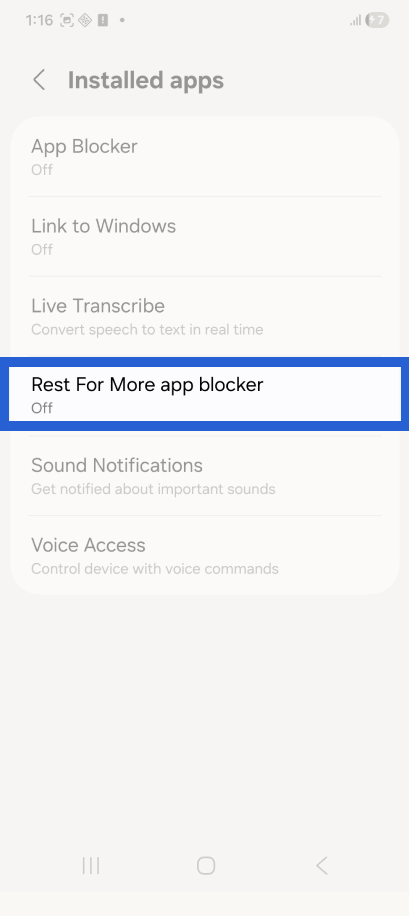 1:16
7
Installed apps
App Blocker
Off
Link to Windows
Off
Live Transcribe
Convert speech to text in real time
Rest For More app blocker
Off
Sound Notifications
Get notified about important sounds
Voice Access
Control device with voice commands